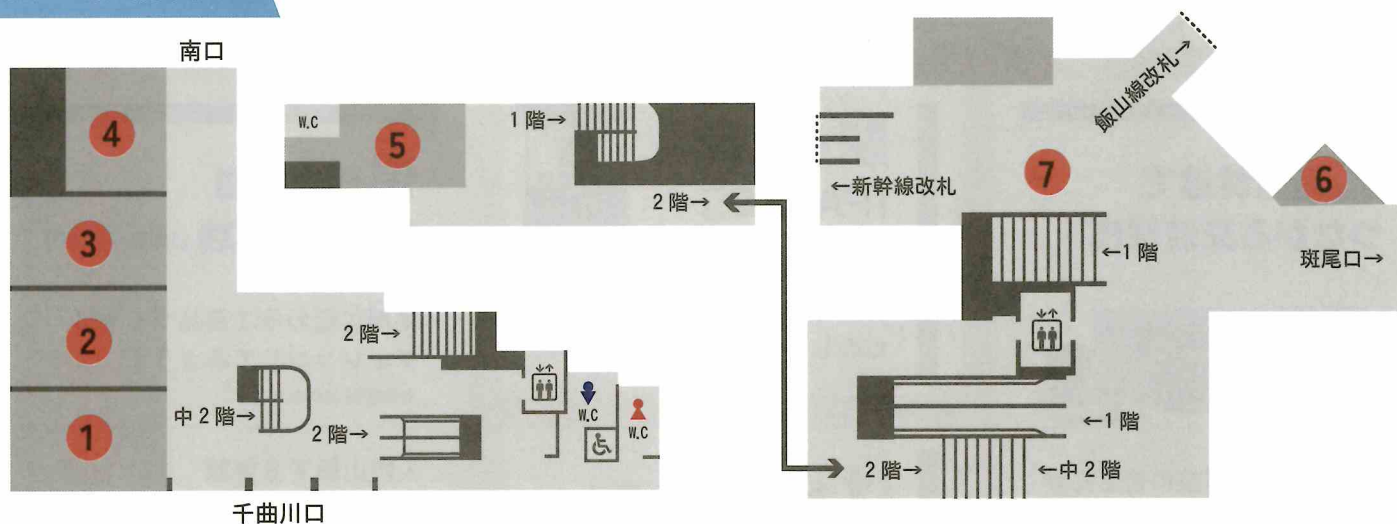 南口
4
3
2
1
中2階→
2階→
2階→
W.C
W.C
千曲川口
W.C
5
1階→
2階→
飯山線改札→
←新幹線改札
7
6
斑尾口→
←1階
←1階
2階→
←中2階